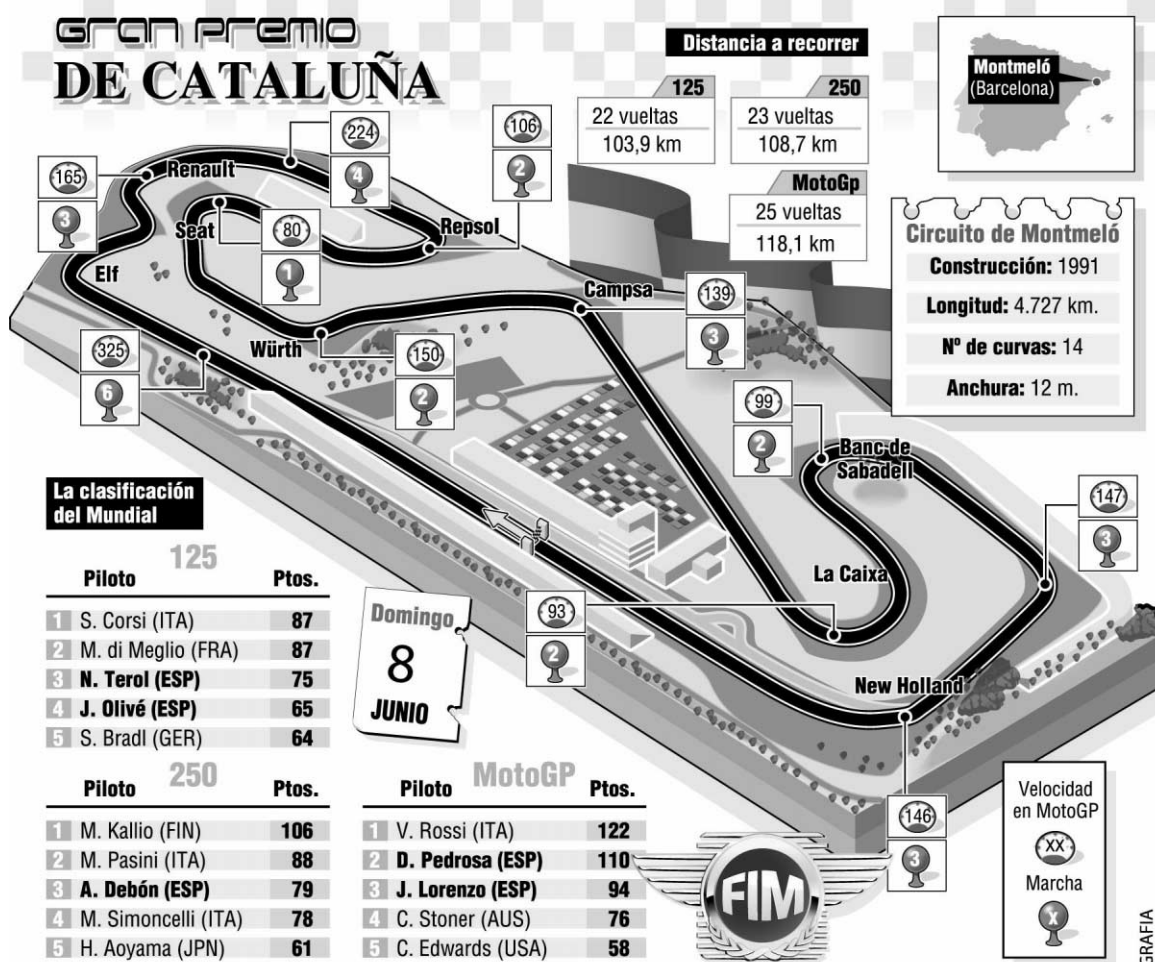 Gran Premio
DE CATALUÑA
Distancia a recorrer
125
22 vueltas
103,9 km
250
23 vueltas
108,7 km
MotoGp
25 vueltas
118,1 km
Montmeló
(Barcelona)
Circuito de Montmeló
Construcción: 1991
Longitud: 4.727 km.
Nº de curvas: 14
Anchura: 12 m.
224
4
106
2
165
3
Renault
Seat
80
1
Repsol
Elf
Campsa
139
3
Würth
325
6
150
2
99
2
Banc de
Sabadell
147
3
La Caixa
93
2
New Holland
146
3
La clasificación
del Mundial
125
Piloto Ptos.
1 S. Corsi (ITA) 87
2 M. di Meglio (FRA) 87
3 N. Terol (ESP) 75
4 J. Olivé (ESP) 65
5 S. Bradl (GER) 64
Domingo
8
JUNIO
250
Piloto Ptos.
1 M. Kallio (FIN) 106
2 M. Pasini (ITA) 88
3 A. Debón (ESP) 79
4 M. Simoncelli (ITA) 78
5 H. Aoyama (JPN) 61
MotoGP
Piloto Ptos.
1 V. Rossi (ITA) 122
2 D. Pedrosa (ESP) 110
3 J. Lorenzo (ESP) 94
4 C. Stoner (AUS) 76
5 C. Edwards (USA) 58
FIM
Velocidad
en MotoGP
XX
Marcha
X
GRAFIA